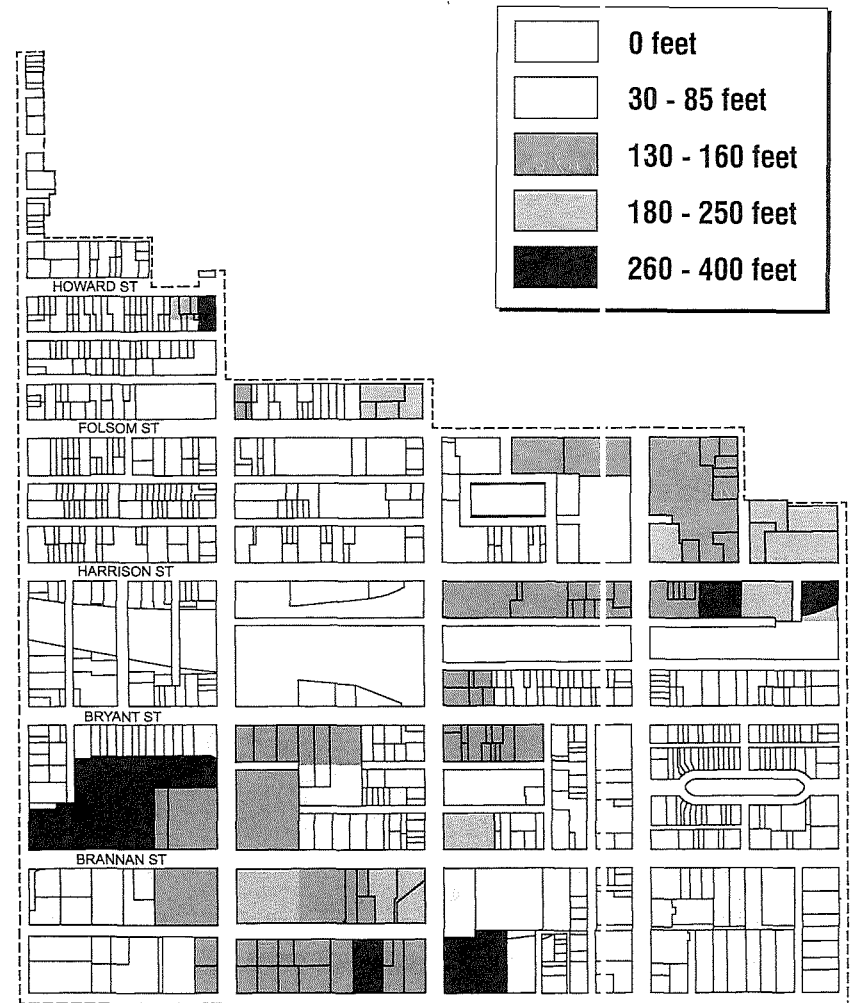 0 feet
30 - 85 feet
130 - 160 feet
180 - 250 feet
260 - 400 feet
HOWARD ST
FOLSOM ST
HARRISON ST
BRYANT ST
BRANNAN ST